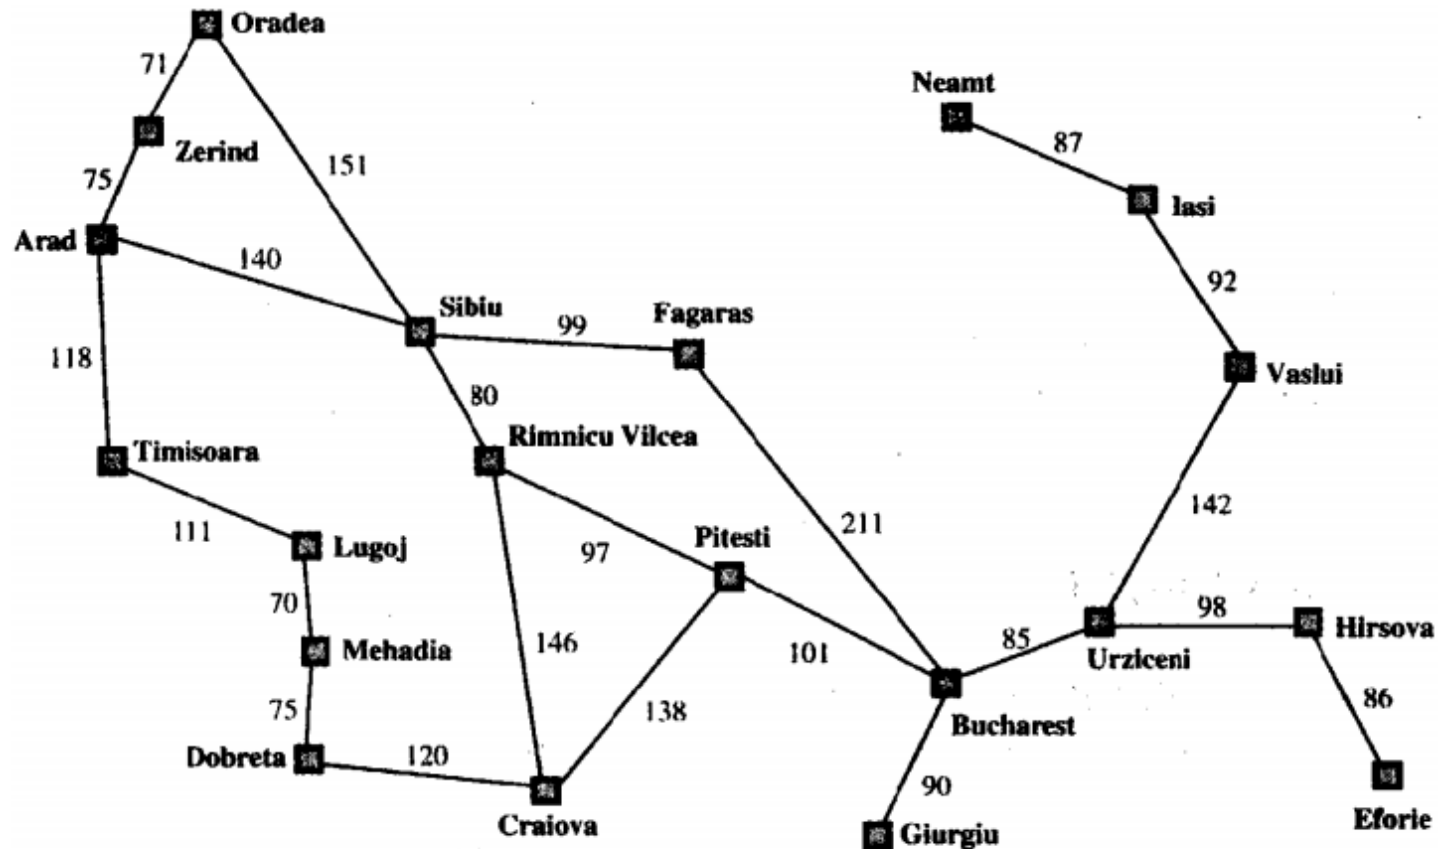 Oradea
71
Neamt
87
Zerind
151
75
Iasi
Arad
140
92
Sibiu
Fagaras
99
118
Vaslui
80
Rimnicu Vilcea
Timisoara
142
211
111
Lugoj
97
Pitesti
70
98
Hirsova
146
101
85
Mehadia
Urziceni
75
138
86
Bucharest
Dobreta
120
90
Craiova
Giurgiu
Eforie